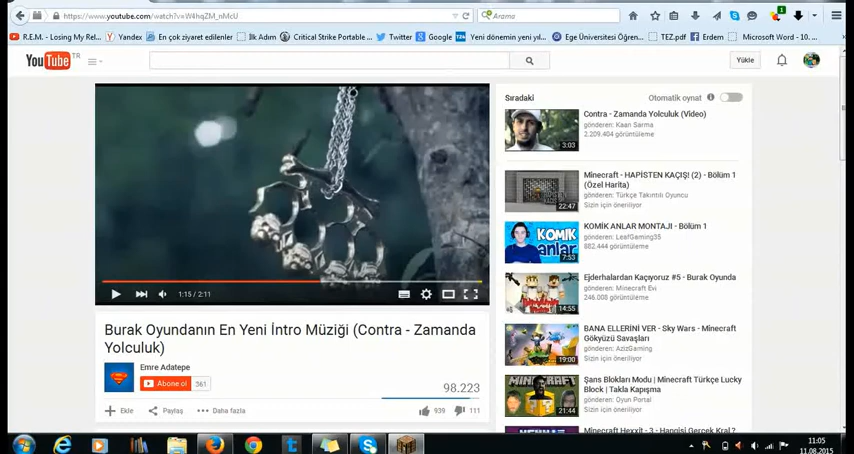 https://www.youtube.com/watch?v=W4hqZM_nMcU
Arama
1
R.E.M. - Losing My Rel...
Yandex
En çok ziyaret edilenler
İlk Adım
Critical Strike Portable ...
Twitter
Google
Yeni dönemin yeni yıl...
Ege Üniversitesi Öğren...
TEZ.pdf
Erdem
Microsoft Word - 10. ...
YouTube TR
Yükle
1:15 / 2:11
Burak Oyundanın En Yeni İntro Müziği (Contra - Zamanda
Yolculuk)
Emre Adatepe
Abone ol 561
98.223
Ekle
Paylaş
Daha fazla
939
111
Sıradaki
Otomatik oynat
Contra - Zamanda Yolculuk (Video)
gönderen: Kaan Sarma
2.209.404 görüntüleme
3:03
Minecraft - HAPİSTEN KAÇIŞ! (2) - Bölüm 1
(Özel Harita)
gönderen: Türkçe Takıntılı Oyuncu
Sizin için öneriliyor
22:47
KOMİK ANLAR MONTAJI - Bölüm 1
gönderen: LeafGaming35
882.444 görüntüleme
KOMİK
anlar
7:53
Ejderhalardan Kaçıyoruz #5 - Burak Oyunda
gönderen: Minecraft Evi
246.008 görüntüleme
14:55
BANA ELLERİNİ VER - Sky Wars - Minecraft
Gökyüzü Savaşları
gönderen: AzizGaming
Sizin için öneriliyor
19:00
Şans Blokları Modu | Minecraft Türkçe Lucky
Block | Takla Kapışma
gönderen: Oyun Portal
Sizin için öneriliyor
MINECRAFT
21:44
Minecraft Hexxit - 3 - Hangisi Gerçek Kral ?
11:05
11.08.2015